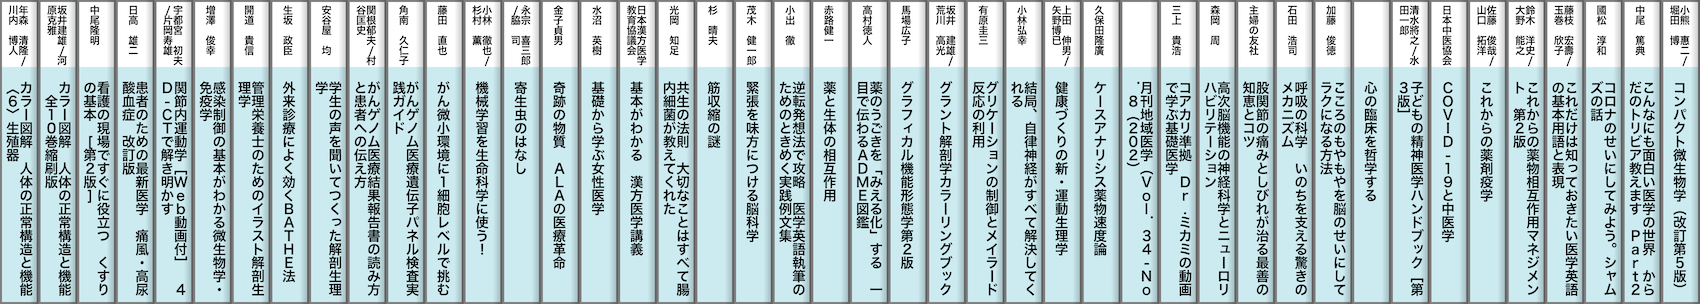 小熊 惠二/
堀田 博
コンパクト微生物学（改訂第５版）
中尾 篤典
こんなにも面白い医学の世界 から
だのトリビア教えます Part２
國松 淳和
コロナのせいにしてみよう。シャム
ズの話
藤枝 宏壽/
玉巻 欣子/
これだけは知っておきたい医学英語
の基本用語と表現
鈴木 洋史/
大野 能之
これからの薬物相互作用マネジメン
ト 第２版
佐藤 俊哉/
山口 拓洋/
これからの薬剤疫学
日本中医協会
ＣＯＶＩＤ-１９と中医学
清水將之/水
田一郎
子どもの精神医学ハンドブック［第
３版］
心の臨床を哲学する
加藤 俊徳
こころのもやもやを脳のせいにして
ラクになる方法
石田 浩司
呼吸の科学 いのちを支える驚きの
メカニズム
主婦の友社
股関節の痛みとしびれが治る最善の
知恵とコツ
森岡 周
高次脳機能の神経科学とニューロリ
ハビリテーション
三上 貴浩
コアカリ準拠 Ｄｒ．ミカミの動画
で学ぶ基礎医学
月刊地域医学（Ｖｏｌ．３４-Ｎｏ
．８（２０２）
久保田隆廣
ケースアナリシス薬物速度論
上田 伸男/
矢野博巳
健康づくりの新・運動生理学
小林弘幸
結局、自律神経がすべて解決してく
れる
有原圭三
グリケーションの制御とメイラード
反応の利用
坂井 建雄/
荒川 高光
グラント解剖学カラーリングブック
馬場広子
グラフィカル機能形態学第２版
高村徳人
薬のうごきを「みえる化」する 一
目で伝わるＡＤＭＥ図鑑
赤路健一
薬と生体の相互作用
小出 徹
逆転発想法で攻略 医学英語執筆の
ためのときめく実践例文集
茂木 健一郎
緊張を味方につける脳科学
杉 晴夫
筋収縮の謎
光岡 知足
共生の法則 大切なことはすべて腸
内細菌が教えてくれた
日本漢方医学
教育協議会
基本がわかる 漢方医学講義
水沼 英樹
基礎から学ぶ女性医学
金子貞男
奇跡の物質 ＡＬＡの医療革命
永宗 喜三郎
/脇 司
寄生虫のはなし
小林 徹也/
杉村 薫/
機械学習を生命科学に使う！
藤田 直也
がん微小環境に１細胞レベルで挑む
角南 久仁子
がんゲノム医療遺伝子パネル検査実
践ガイド
関根郁夫/村
谷匡史
がんゲノム医療結果報告書の読み方
と患者への伝え方
安谷屋 均
学生の声を聞いてつくった解剖生理
学
生坂 政臣
外来診療によく効くＢＡＴＨＥ法
開道 貴信
管理栄養士のためのイラスト解剖生
理学
増澤 俊幸
感染制御の基本がわかる微生物学・
免疫学
宇都宮 初夫
/片岡寿雄
関節内運動学［Ｗｅｂ動画付］ ４
Ｄ-ＣＴで解き明かす
日高 雄二
患者のための最新医学 痛風・高尿
酸血症 改訂版
中尾隆明
看護の現場ですぐに役立つ くすり
の基本 [第２版]
坂井建雄/河
原克雅
カラー図解 人体の正常構造と機能
全１０巻縮刷版
年森 清隆/
川内 博人
カラー図解 人体の正常構造と機能
〈６〉生殖器